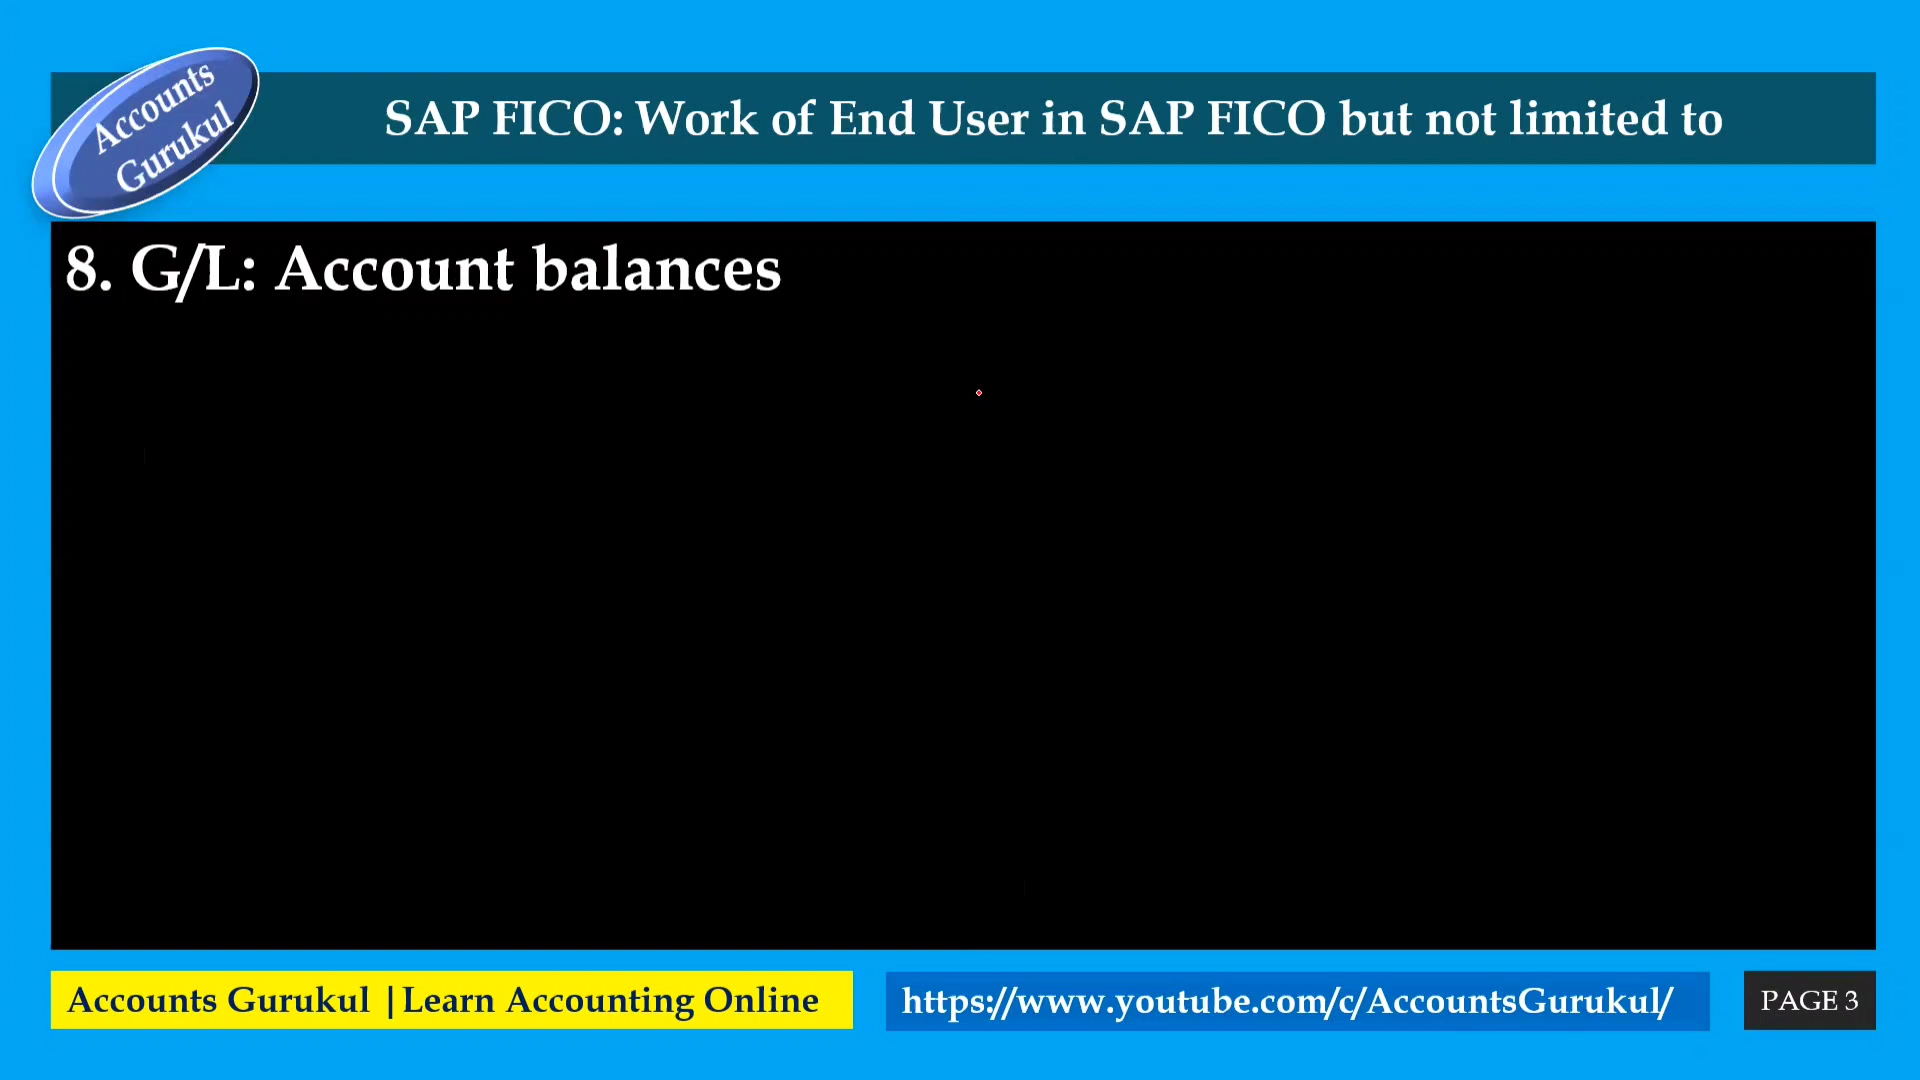 Accounts
Gurukul
SAP FICO: Work of End User in SAP FICO but not limited to
8. G/L: Account balances
Accounts Gurukul |Learn Accounting Online
https://www.youtube.com/c/AccountsGurukul/
PAGE 3